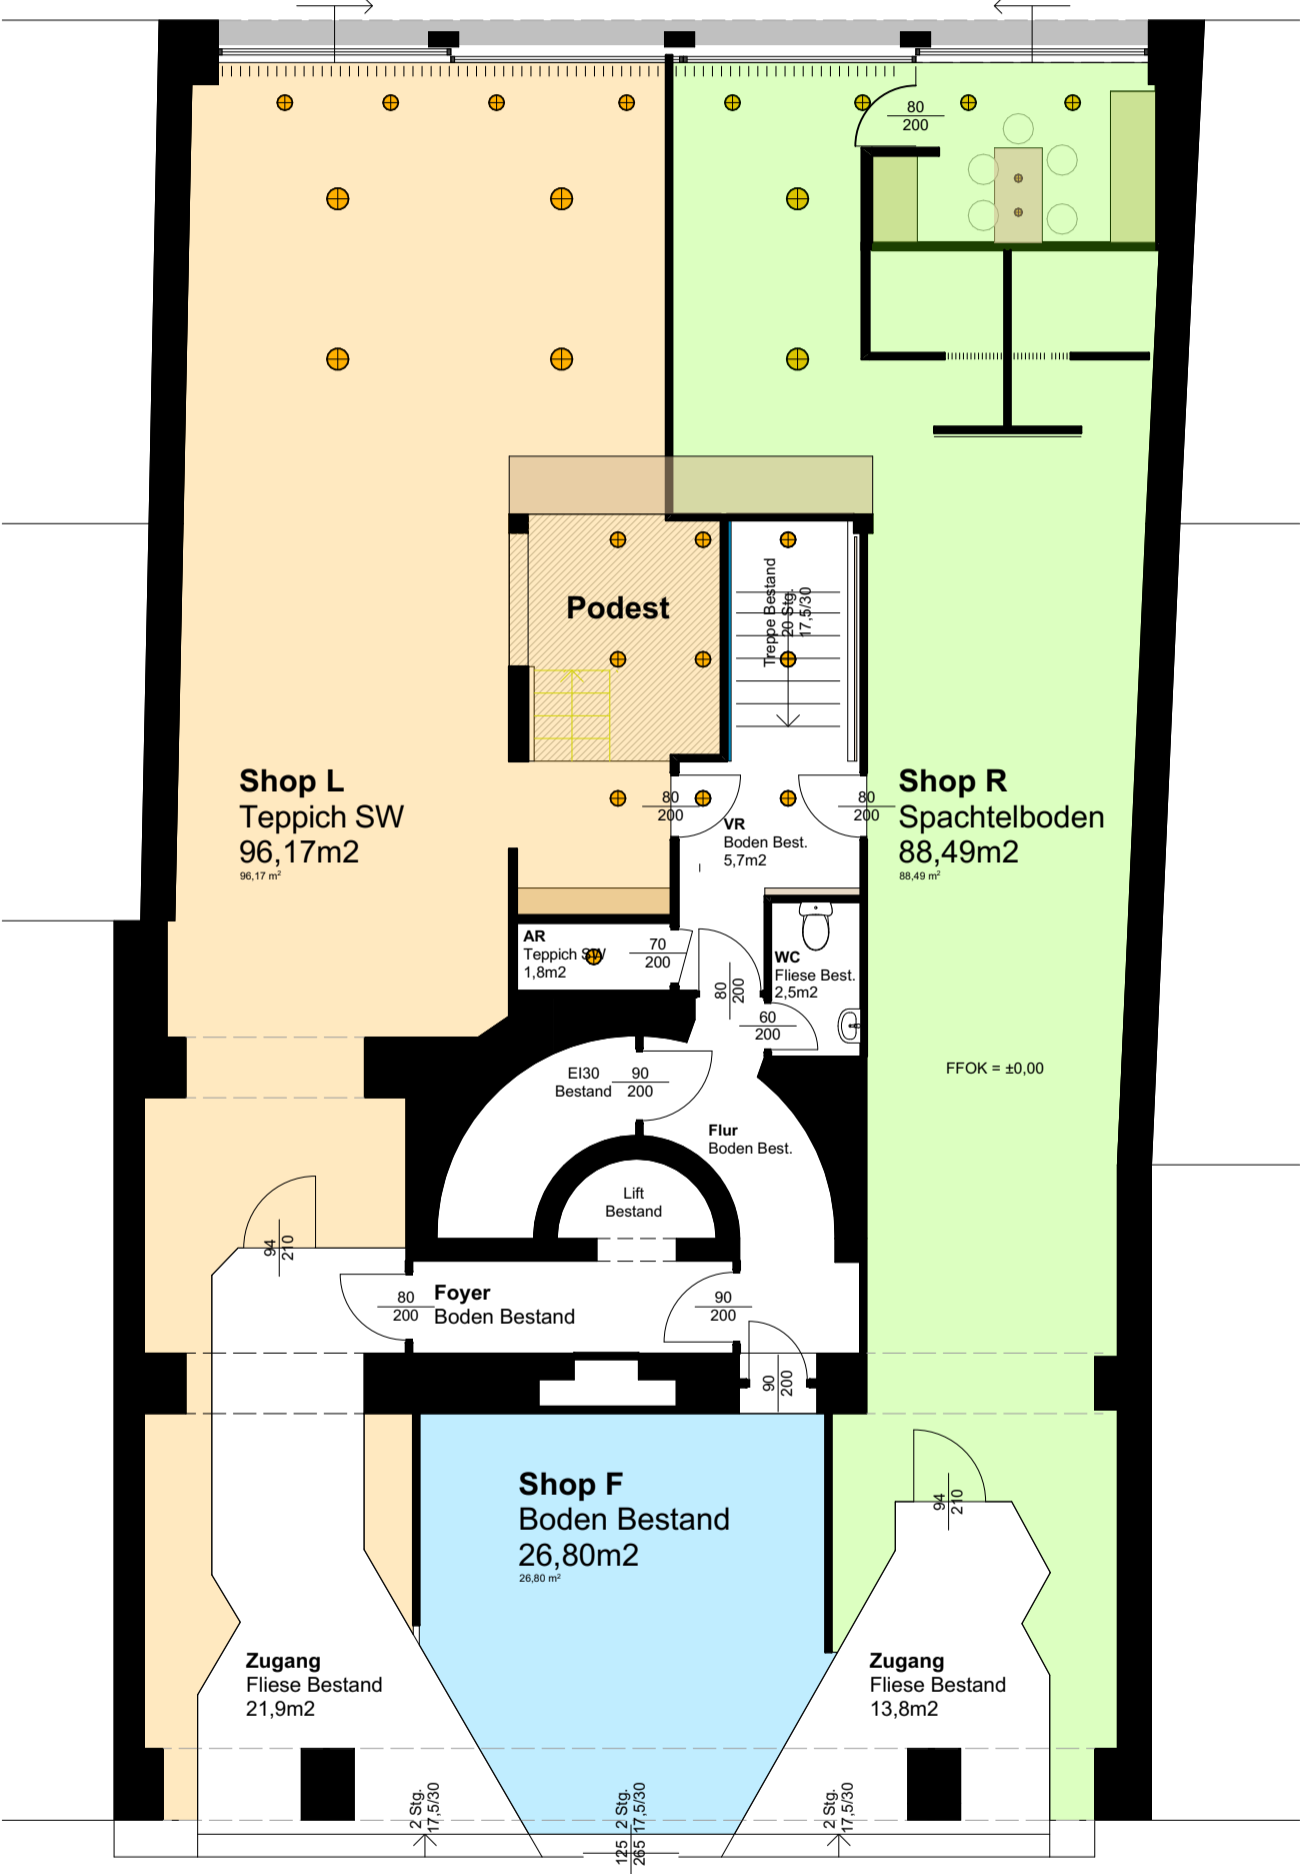 80
200
Podest
Treppe Bestand
20 Stg.
17,5/30
Shop L
Teppich SW
96,17m2
96,17 m²
80
200
VR
Boden Best.
5,7m2
80
200
Shop R
Spachtelboden
88,49m2
88,49 m²
AR
Teppich SW
1,8m2
70
200
80
200
WC
Fliese Best.
2,5m2
60
200
EI30
Bestand
90
200
FFOK = ±0,00
Flur
Boden Best.
Lift
Bestand
94
210
80
200
Foyer
Boden Bestand
90
200
90
200
Shop F
Boden Bestand
26,80m2
26,80 m²
94
210
Zugang
Fliese Bestand
21,9m2
Zugang
Fliese Bestand
13,8m2
2 Stg.
17,5/30
2 Stg.
17,5/30
2 Stg.
17,5/30
125
265